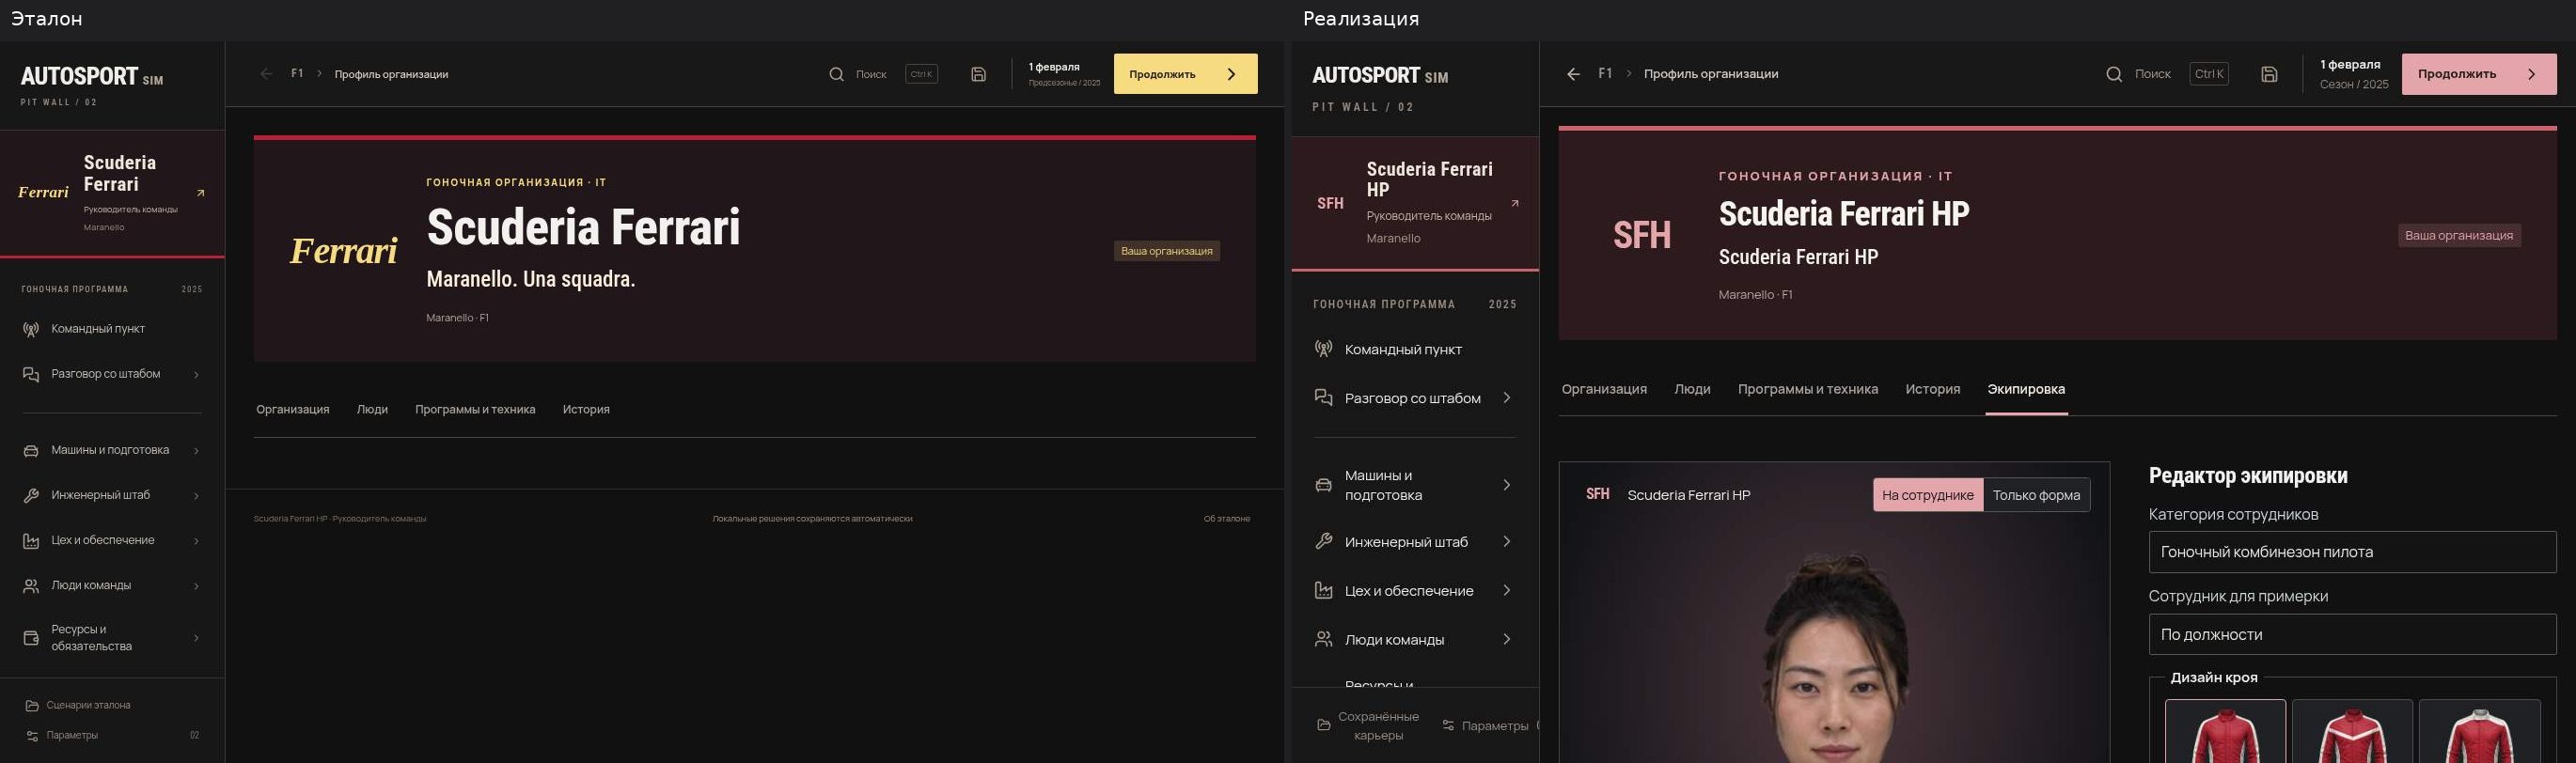 Эталон
AUTOSPORT SIM
PIT WALL / 02
Ferrari
Scuderia
Ferrari
Руководитель команды
Maranello
ГОНОЧНАЯ ПРОГРАММА 2025
Командный пункт
Разговор со штабом
Машины и подготовка
Инженерный штаб
Цех и обеспечение
Люди команды
Ресурсы и
обязательства
Сценарии эталона
Параметры 02
F1 Профиль организации
Поиск Ctrl K
1 февраля
Предсезонье / 2025
Продолжить
ГОНОЧНАЯ ОРГАНИЗАЦИЯ · IT
Ferrari
Scuderia Ferrari
Maranello. Una squadra.
Maranello · F1
Ваша организация
Организация Люди Программы и техника История
Scuderia Ferrari HP · Руководитель команды Локальные решения сохраняются автоматически Об эталоне
Реализация
AUTOSPORT SIM
PIT WALL / 02
SFH
Scuderia Ferrari
HP
Руководитель команды
Maranello
ГОНОЧНАЯ ПРОГРАММА 2025
Командный пункт
Разговор со штабом
Машины и
подготовка
Инженерный штаб
Цех и обеспечение
Люди команды
Ресурсы и
Сохранённые
карьеры
Параметры
F1 Профиль организации
Поиск Ctrl K
1 февраля
Сезон / 2025
Продолжить
ГОНОЧНАЯ ОРГАНИЗАЦИЯ · IT
SFH
Scuderia Ferrari HP
Scuderia Ferrari HP
Maranello · F1
Ваша организация
Организация Люди Программы и техника История Экипировка
SFH Scuderia Ferrari HP На сотруднике Только форма
Редактор экипировки
Категория сотрудников
Гоночный комбинезон пилота
Сотрудник для примерки
По должности
Дизайн кроя